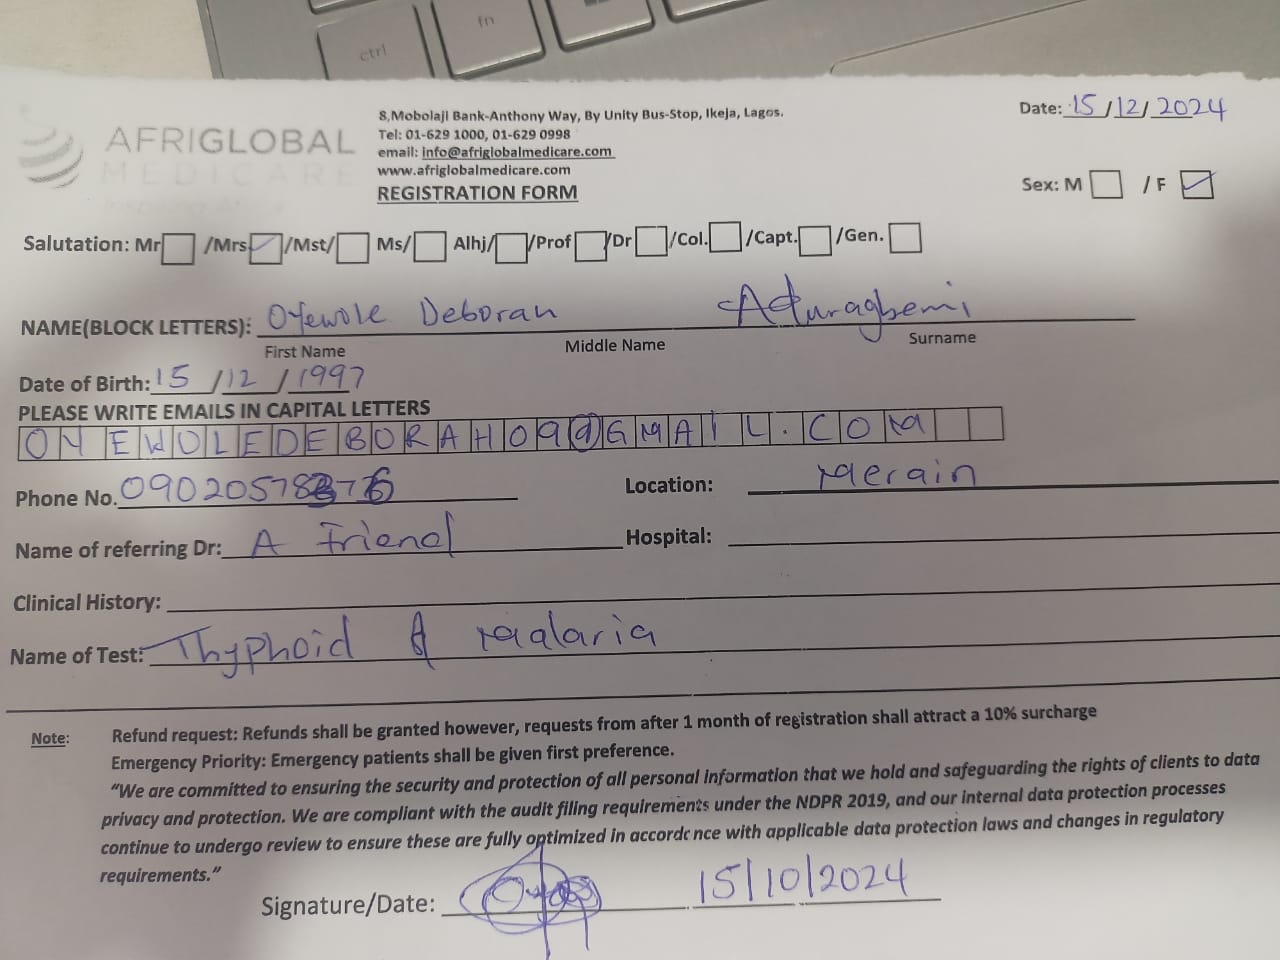 ctrl
fn
8,Mobolaji Bank-Anthony Way, By Unity Bus-Stop, Ikeja, Lagos.
Date: 15/12/2024
AFRIGLOBAL
MEDICARE
Tel: 01-629 1000, 01-629 0998
email: info@afriglobalmedicare.com
www.afriglobalmedicare.com
REGISTRATION FORM
Sex: M / F
Salutation: Mr /Mrs /Mst/ Ms/ Alhj/ /Prof /Dr /Col. /Capt. /Gen.
NAME(BLOCK LETTERS): Oyewole Deborah Aduragbemi
First Name Middle Name Surname
Date of Birth: 15/12/1997
PLEASE WRITE EMAILS IN CAPITAL LETTERS
OYEWOLEDEBORAH09@GMAIL.COM
Phone No. 09020578376 Location: Merain
Name of referring Dr: A Friend Hospital:
Clinical History:
Name of Test: Thyphoid & Malaria
Note: Refund request: Refunds shall be granted however, requests from after 1 month of registration shall attract a 10% surcharge
Emergency Priority: Emergency patients shall be given first preference.
"We are committed to ensuring the security and protection of all personal information that we hold and safeguarding the rights of clients to data
privacy and protection. We are compliant with the audit filing requirements under the NDPR 2019, and our internal data protection processes
continue to undergo review to ensure these are fully optimized in accordance with applicable data protection laws and changes in regulatory
requirements."
Signature/Date: 15/10/2024